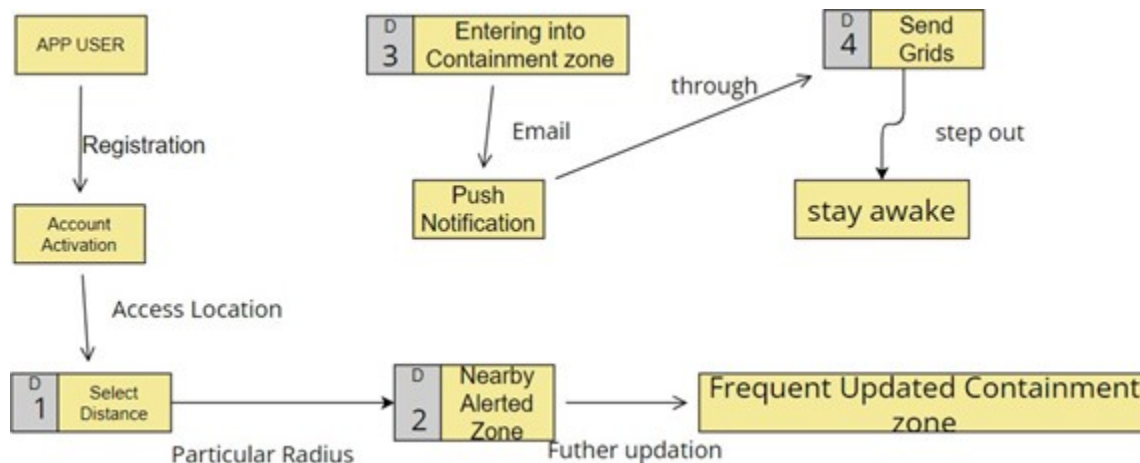 APP USER
D
3
Entering into
Containment zone
D
4
Send
Grids
through
Registration
Email
step out
Push
Notification
stay awake
Account
Activation
Access Location
D
1
Select
Distance
D
2
Nearby
Alerted
Zone
Frequent Updated Containment
zone
Particular Radius
Futher updation